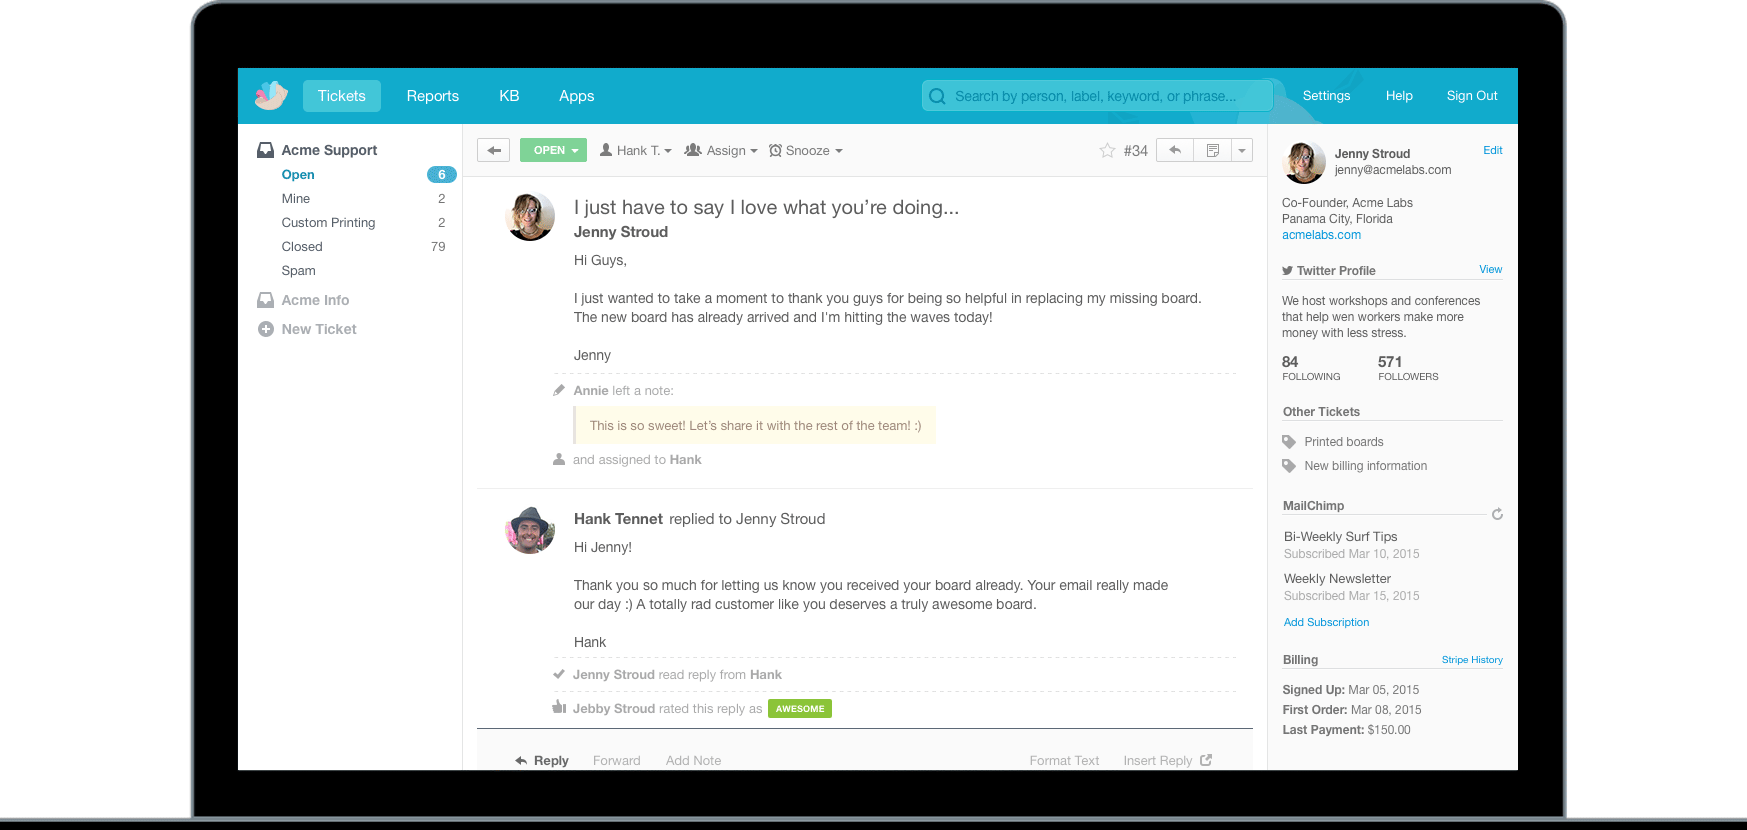 Tickets
Reports
KB
Apps
Search by person, label, keyword, or phrase...
Settings
Help
Sign Out
Acme Support
Open 6
Mine 2
Custom Printing 2
Closed 79
Spam
Acme Info
New Ticket
OPEN
Hank T.
Assign
Snooze
#34
I just have to say I love what you’re doing...
Jenny Stroud
Hi Guys,
I just wanted to take a moment to thank you guys for being so helpful in replacing my missing board.
The new board has already arrived and I'm hitting the waves today!
Jenny
Annie left a note:
This is so sweet! Let’s share it with the rest of the team! :)
and assigned to Hank
Hank Tennet replied to Jenny Stroud
Hi Jenny!
Thank you so much for letting us know you received your board already. Your email really made
our day :) A totally rad customer like you deserves a truly awesome board.
Hank
Jenny Stroud read reply from Hank
Jebby Stroud rated this reply as AWESOME
Reply
Forward
Add Note
Format Text
Insert Reply
Jenny Stroud
Edit
jenny@acmelabs.com
Co-Founder, Acme Labs
Panama City, Florida
acmelabs.com
Twitter Profile
View
We host workshops and conferences
that help wen workers make more
money with less stress.
84 571
FOLLOWING FOLLOWERS
Other Tickets
Printed boards
New billing information
MailChimp
Bi-Weekly Surf Tips
Subscribed Mar 10, 2015
Weekly Newsletter
Subscribed Mar 15, 2015
Add Subscription
Billing
Stripe History
Signed Up: Mar 05, 2015
First Order: Mar 08, 2015
Last Payment: $150.00